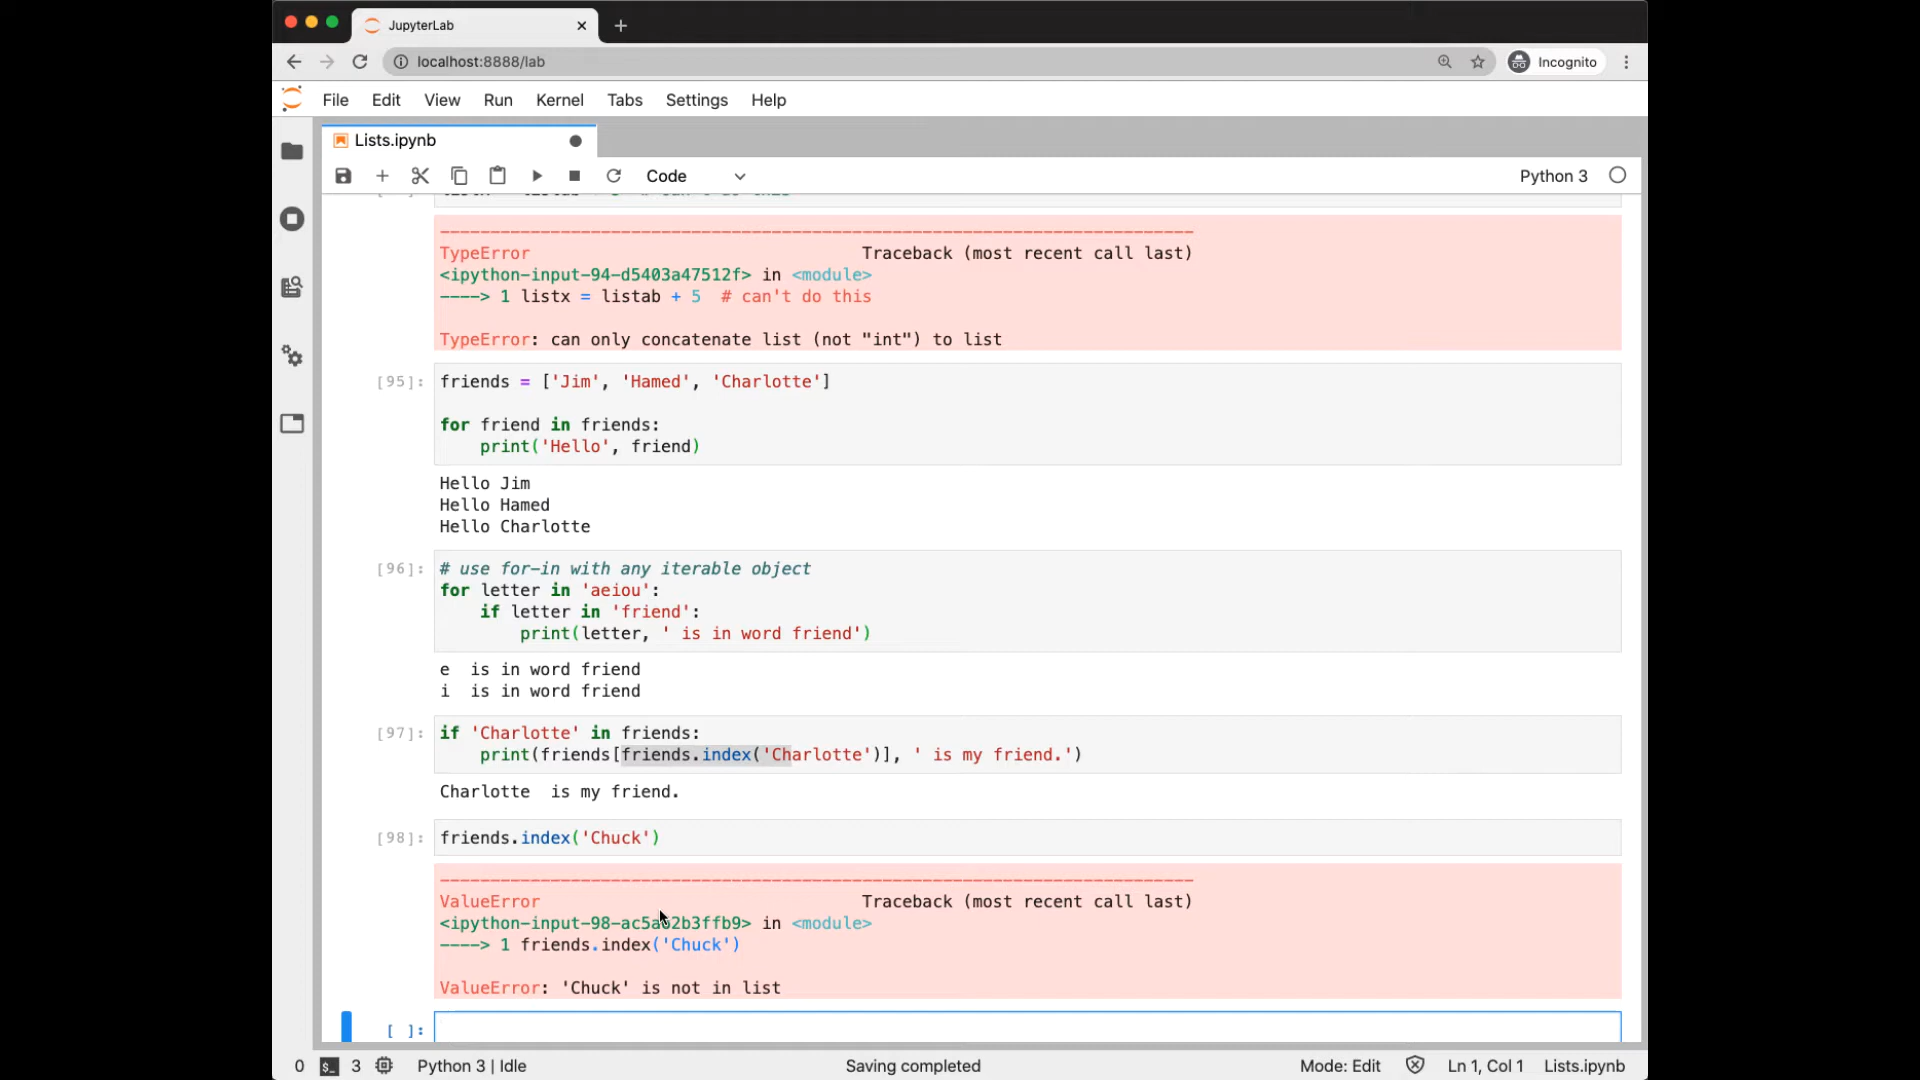 JupyterLab
localhost:8888/lab
Incognito
File Edit View Run Kernel Tabs Settings Help
Lists.ipynb
Code
Python 3
--------------------------------------------------------------------------- 
TypeError Traceback (most recent call last)
<ipython-input-94-d5403a47512f> in <module>
----> 1 listx = listab + 5  # can't do this
TypeError: can only concatenate list (not "int") to list
[95]: friends = ['Jim', 'Hamed', 'Charlotte']
for friend in friends:
    print('Hello', friend)
Hello Jim
Hello Hamed
Hello Charlotte
[96]: # use for-in with any iterable object
for letter in 'aeiou':
    if letter in 'friend':
        print(letter, ' is in word friend')
e  is in word friend
i  is in word friend
[97]: if 'Charlotte' in friends:
    print(friends[friends.index('Charlotte')], ' is my friend.')
Charlotte  is my friend.
[98]: friends.index('Chuck')
---------------------------------------------------------------------------
ValueError Traceback (most recent call last)
in <module>
----> 1 friends.index('Chuck')
ValueError: 'Chuck' is not in list
[ ]:
0 $_ 3 Python 3 | Idle Saving completed Mode: Edit Ln 1, Col 1 Lists.ipynb